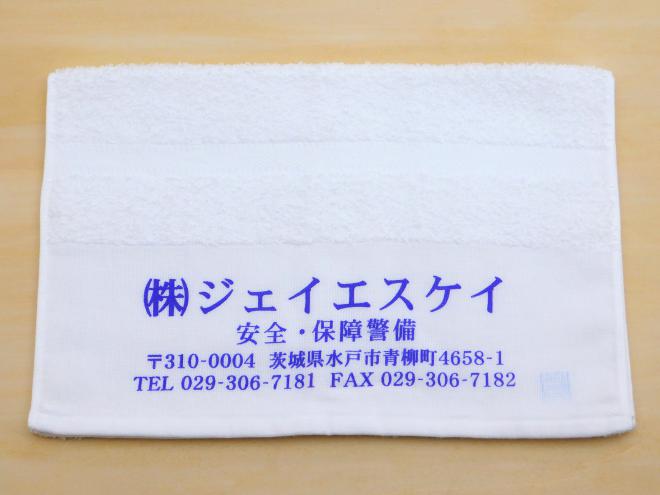 ㈱ジェイエスケイ
安全・保障警備
〒310-0004 茨城県水戸市青柳町4658-1
TEL 029-306-7181 FAX 029-306-7182